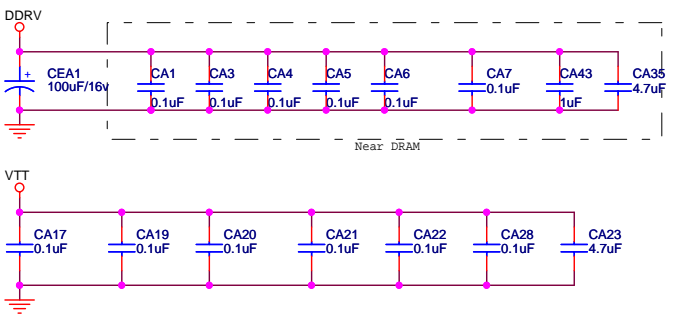 DDRV
CEA1 CA1 CA3 CA4 CA5 CA6 CA7 CA43 CA35
100uF/16v 0.1uF 0.1uF 0.1uF 0.1uF 0.1uF 0.1uF 1uF 4.7uF
Near DRAM
VTT
CA17 CA19 CA20 CA21 CA22 CA28 CA23
0.1uF 0.1uF 0.1uF 0.1uF 0.1uF 0.1uF 4.7uF